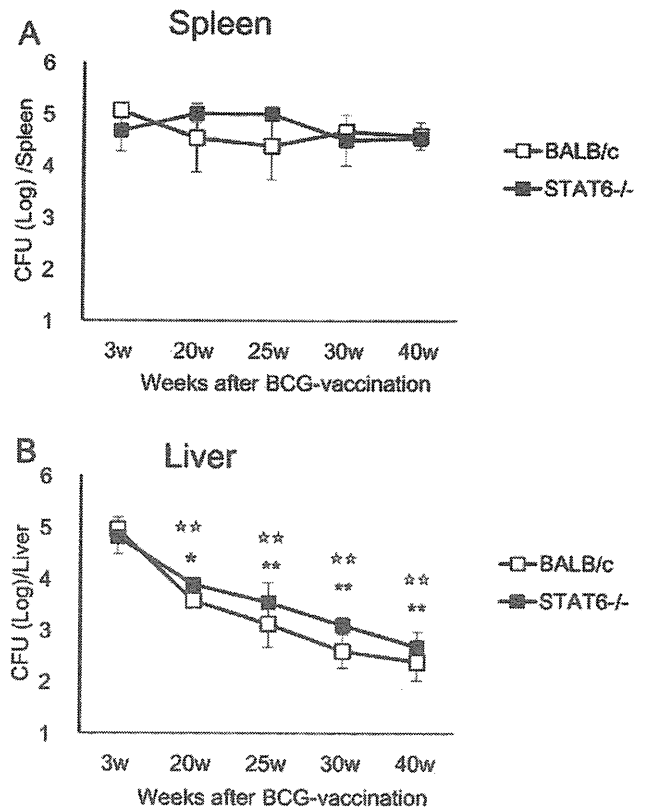 A
Spleen
CFU (Log) /Spleen
6
5
4
3
2
1
3w 20w 25w 30w 40w
Weeks after BCG-vaccination
BALB/c
STAT6-/-
B
Liver
CFU (Log)/Liver
6
5
4
3
2
1
☆☆ ☆☆ ☆☆ ☆☆
* ** ** **
3w 20w 25w 30w 40w
Weeks after BCG-vaccination
BALB/c
STAT6-/-